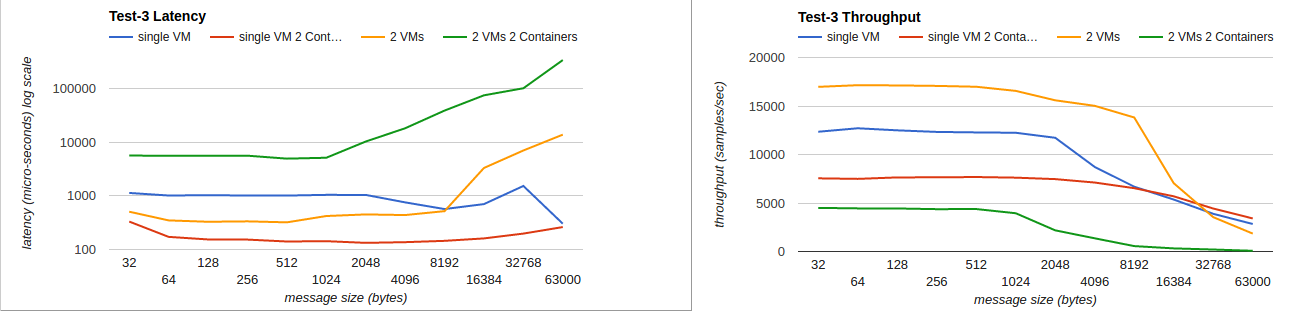 Test-3 Latency
single VM
single VM 2 Cont...
2 VMs
2 VMs 2 Containers
latency (micro-seconds) log scale
100000
10000
1000
100
32
64
128
256
512
1024
2048
4096
8192
16384
32768
63000
message size (bytes)
Test-3 Throughput
single VM
single VM 2 Conta...
2 VMs
2 VMs 2 Containers
throughput (samples/sec)
20000
15000
10000
5000
0
32
64
128
256
512
1024
2048
4096
8192
16384
32768
63000
message size (bytes)